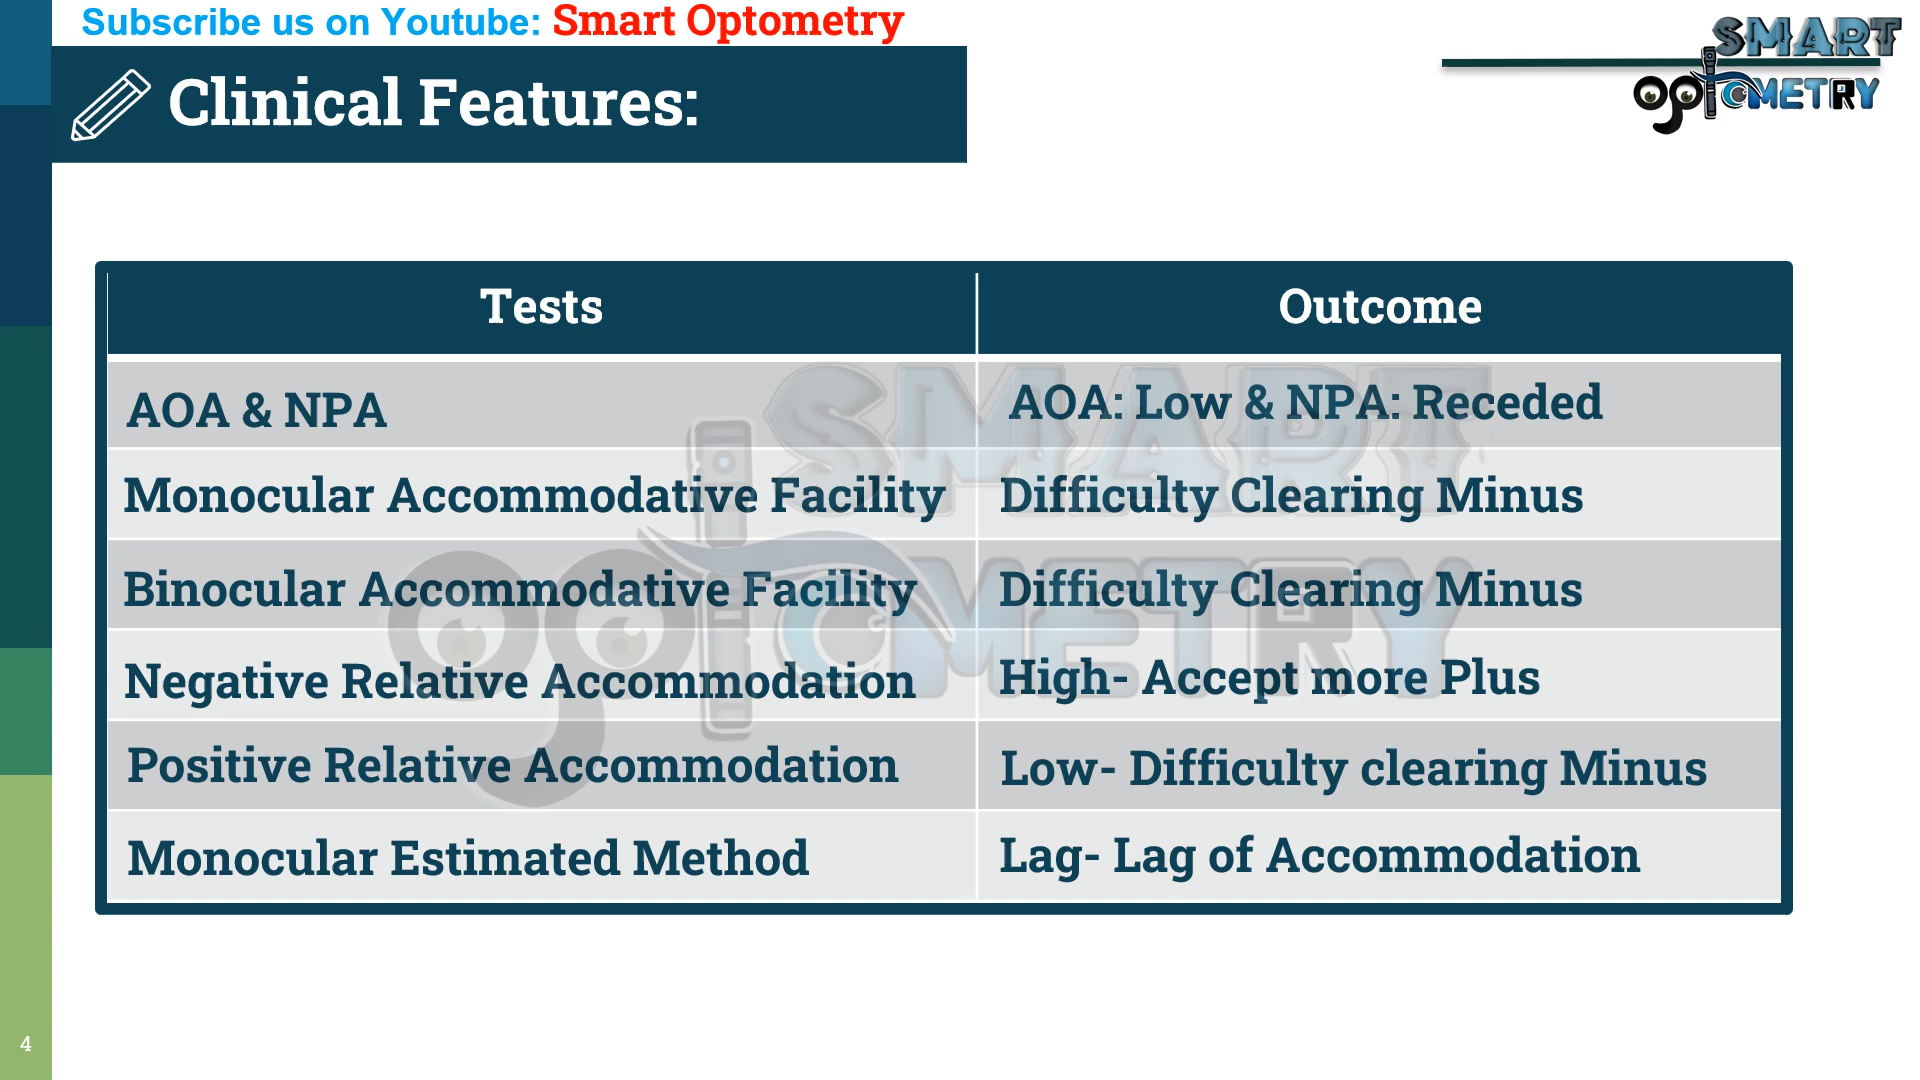 Subscribe us on Youtube: Smart Optometry
SMART
OptOMETRY
Clinical Features:
Tests Outcome
AOA & NPA AOA: Low & NPA: Receded
Monocular Accommodative Facility Difficulty Clearing Minus
Binocular Accommodative Facility Difficulty Clearing Minus
Negative Relative Accommodation High- Accept more Plus
Positive Relative Accommodation Low- Difficulty clearing Minus
Monocular Estimated Method Lag- Lag of Accommodation
SMART
OptOMETRY
4